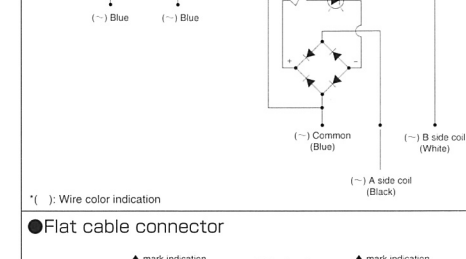 (~) Blue
(~) Blue
+
−
(~) Common
(Blue)
(~) B side coil
(White)
(~) A side coil
(Black)
*( ): Wire color indication
●Flat cable connector
▲ mark indication
▲ mark indication